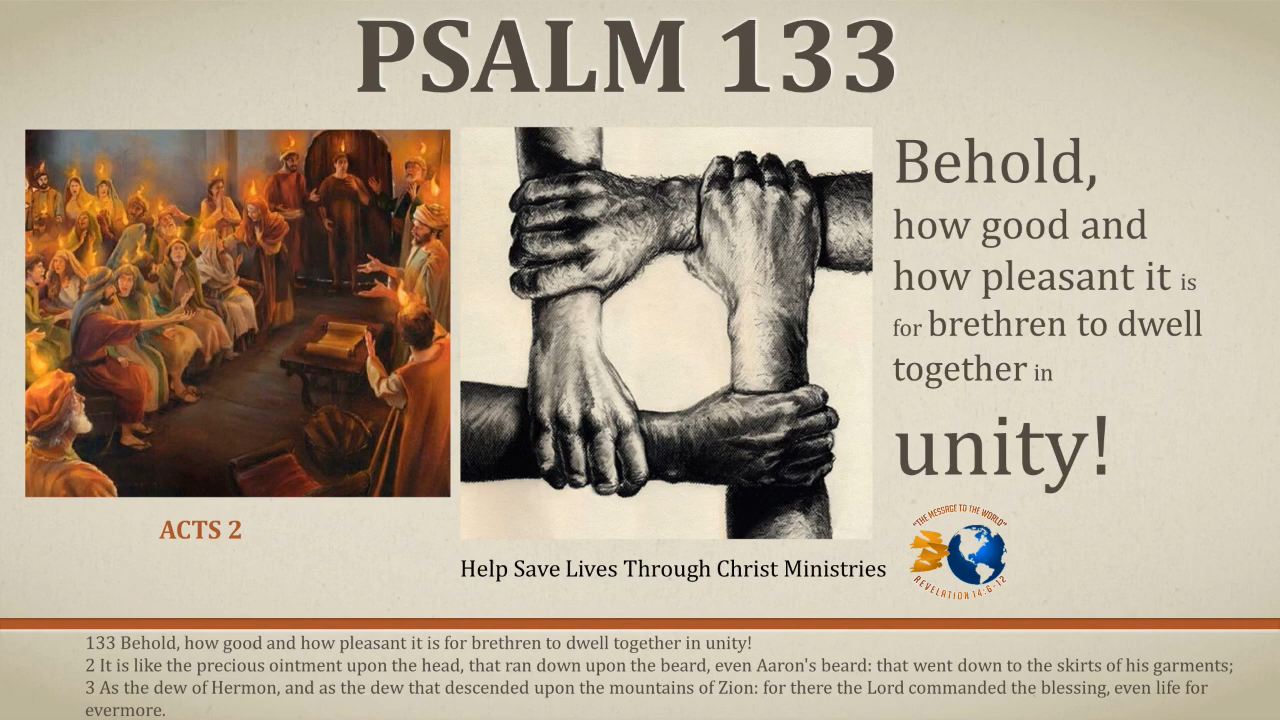 PSALM 133
Behold,
how good and
how pleasant it is
for brethren to dwell
together in
unity!
ACTS 2
"THE MESSAGE TO THE WORLD"
REVELATION 14:6-12
Help Save Lives Through Christ Ministries
133 Behold, how good and how pleasant it is for brethren to dwell together in unity!
2 It is like the precious ointment upon the head, that ran down upon the beard, even Aaron's beard: that went down to the skirts of his garments;
3 As the dew of Hermon, and as the dew that descended upon the mountains of Zion: for there the Lord commanded the blessing, even life for
evermore.